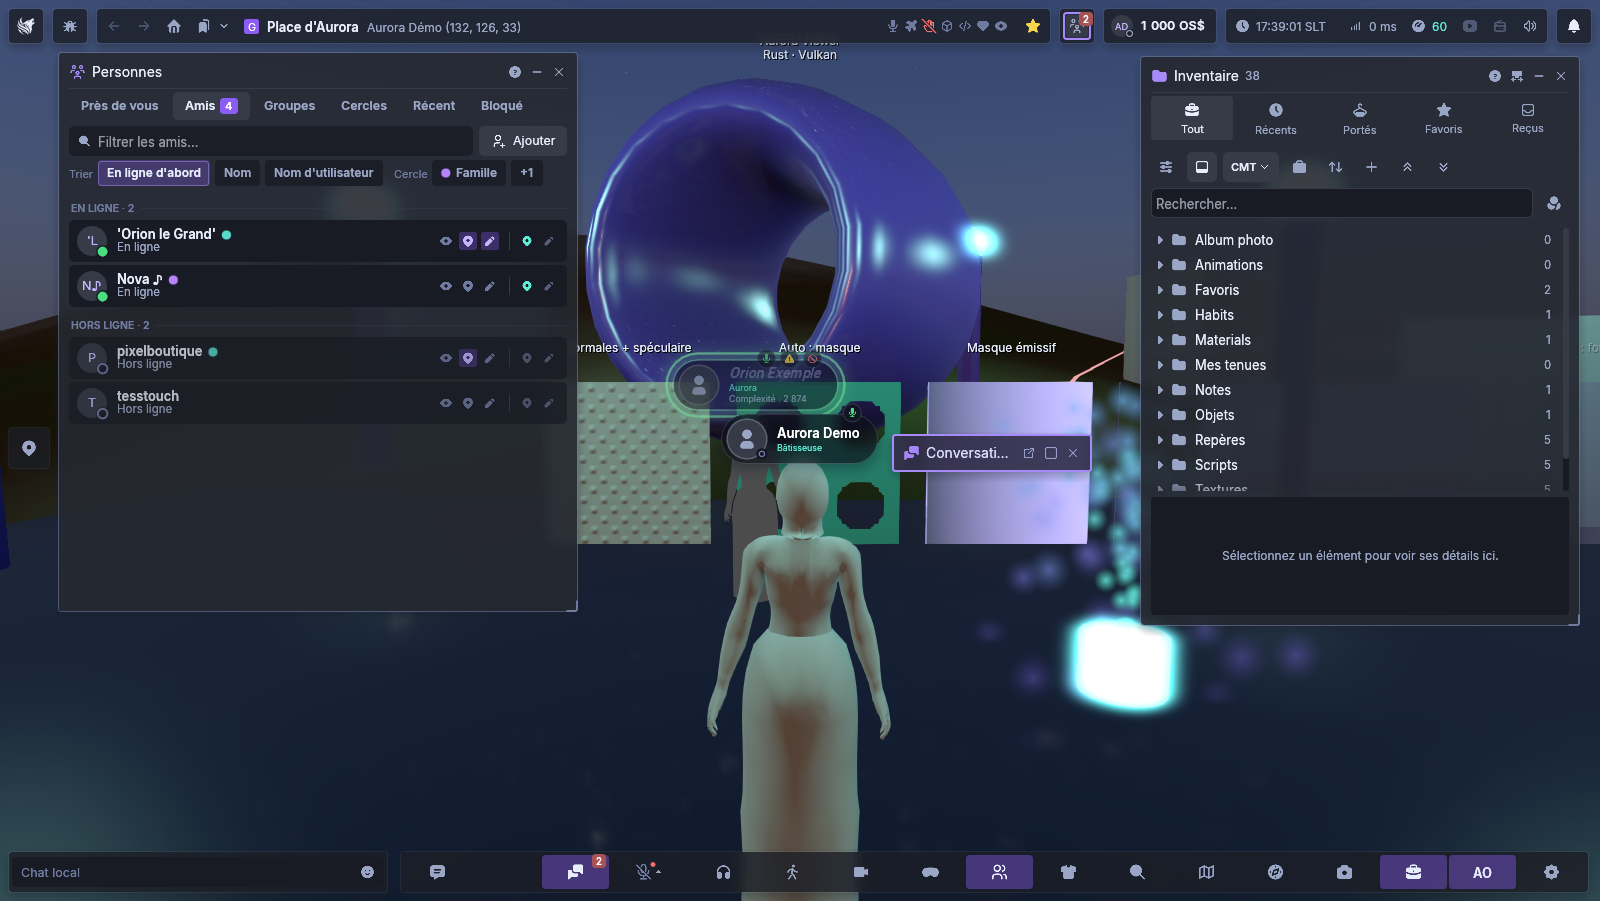 Place d'Aurora Aurora Démo (132, 126, 33)
2
AD 1 000 OS$
17:39:01 SLT 0 ms 60
Rust · Vulkan
Personnes
Près de vous Amis 4 Groupes Cercles Récent Bloqué
Filtrer les amis...
Ajouter
Trier En ligne d'abord Nom Nom d'utilisateur Cercle Famille +1
EN LIGNE · 2
'L 'Orion le Grand'
En ligne
N♪ Nova ♪
En ligne
HORS LIGNE · 2
P pixelboutique
Hors ligne
T tesstouch
Hors ligne
ormales + spéculaire
Auto : masque
Masque émissif
Orion Exemple
Aurora
Complexité : 2 874
Aurora Demo
Bâtisseuse
Conversati...
Inventaire 38
Tout Récents Portés Favoris Reçus
CMT
Rechercher...
Album photo 0
Animations 0
Favoris 2
Habits 1
Materials 1
Mes tenues 0
Notes 1
Objets 1
Repères 5
Scripts 5
Textures 5
Sélectionnez un élément pour voir ses détails ici.
Chat local
2
AO